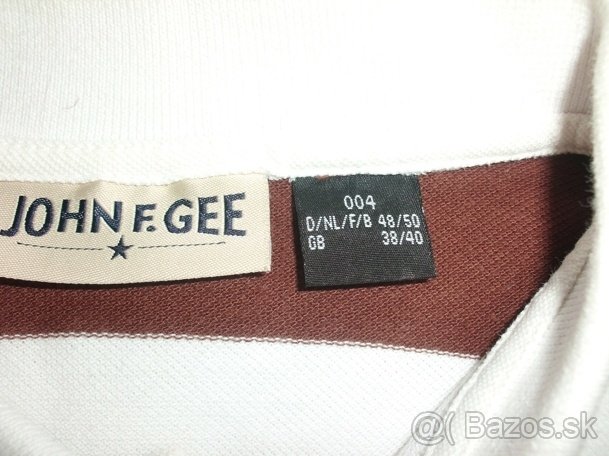 JOHN F. GEE
004
D/NL/F/B 48/50
GB 38/40
@( Bazos.sk